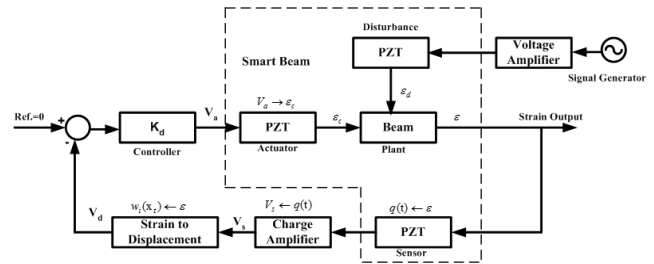 Disturbance
PZT
Voltage
Amplifier
Signal Generator
Smart Beam
ε_d
Ref.=0
+
-
K_d
Controller
V_a
V_a → ε_c
PZT
Actuator
ε_c
Beam
Plant
ε
Strain Output
w_i(x_r) ← ε
V_d
Strain to
Displacement
V_s
V_s ← q(t)
Charge
Amplifier
q(t) ← ε
PZT
Sensor